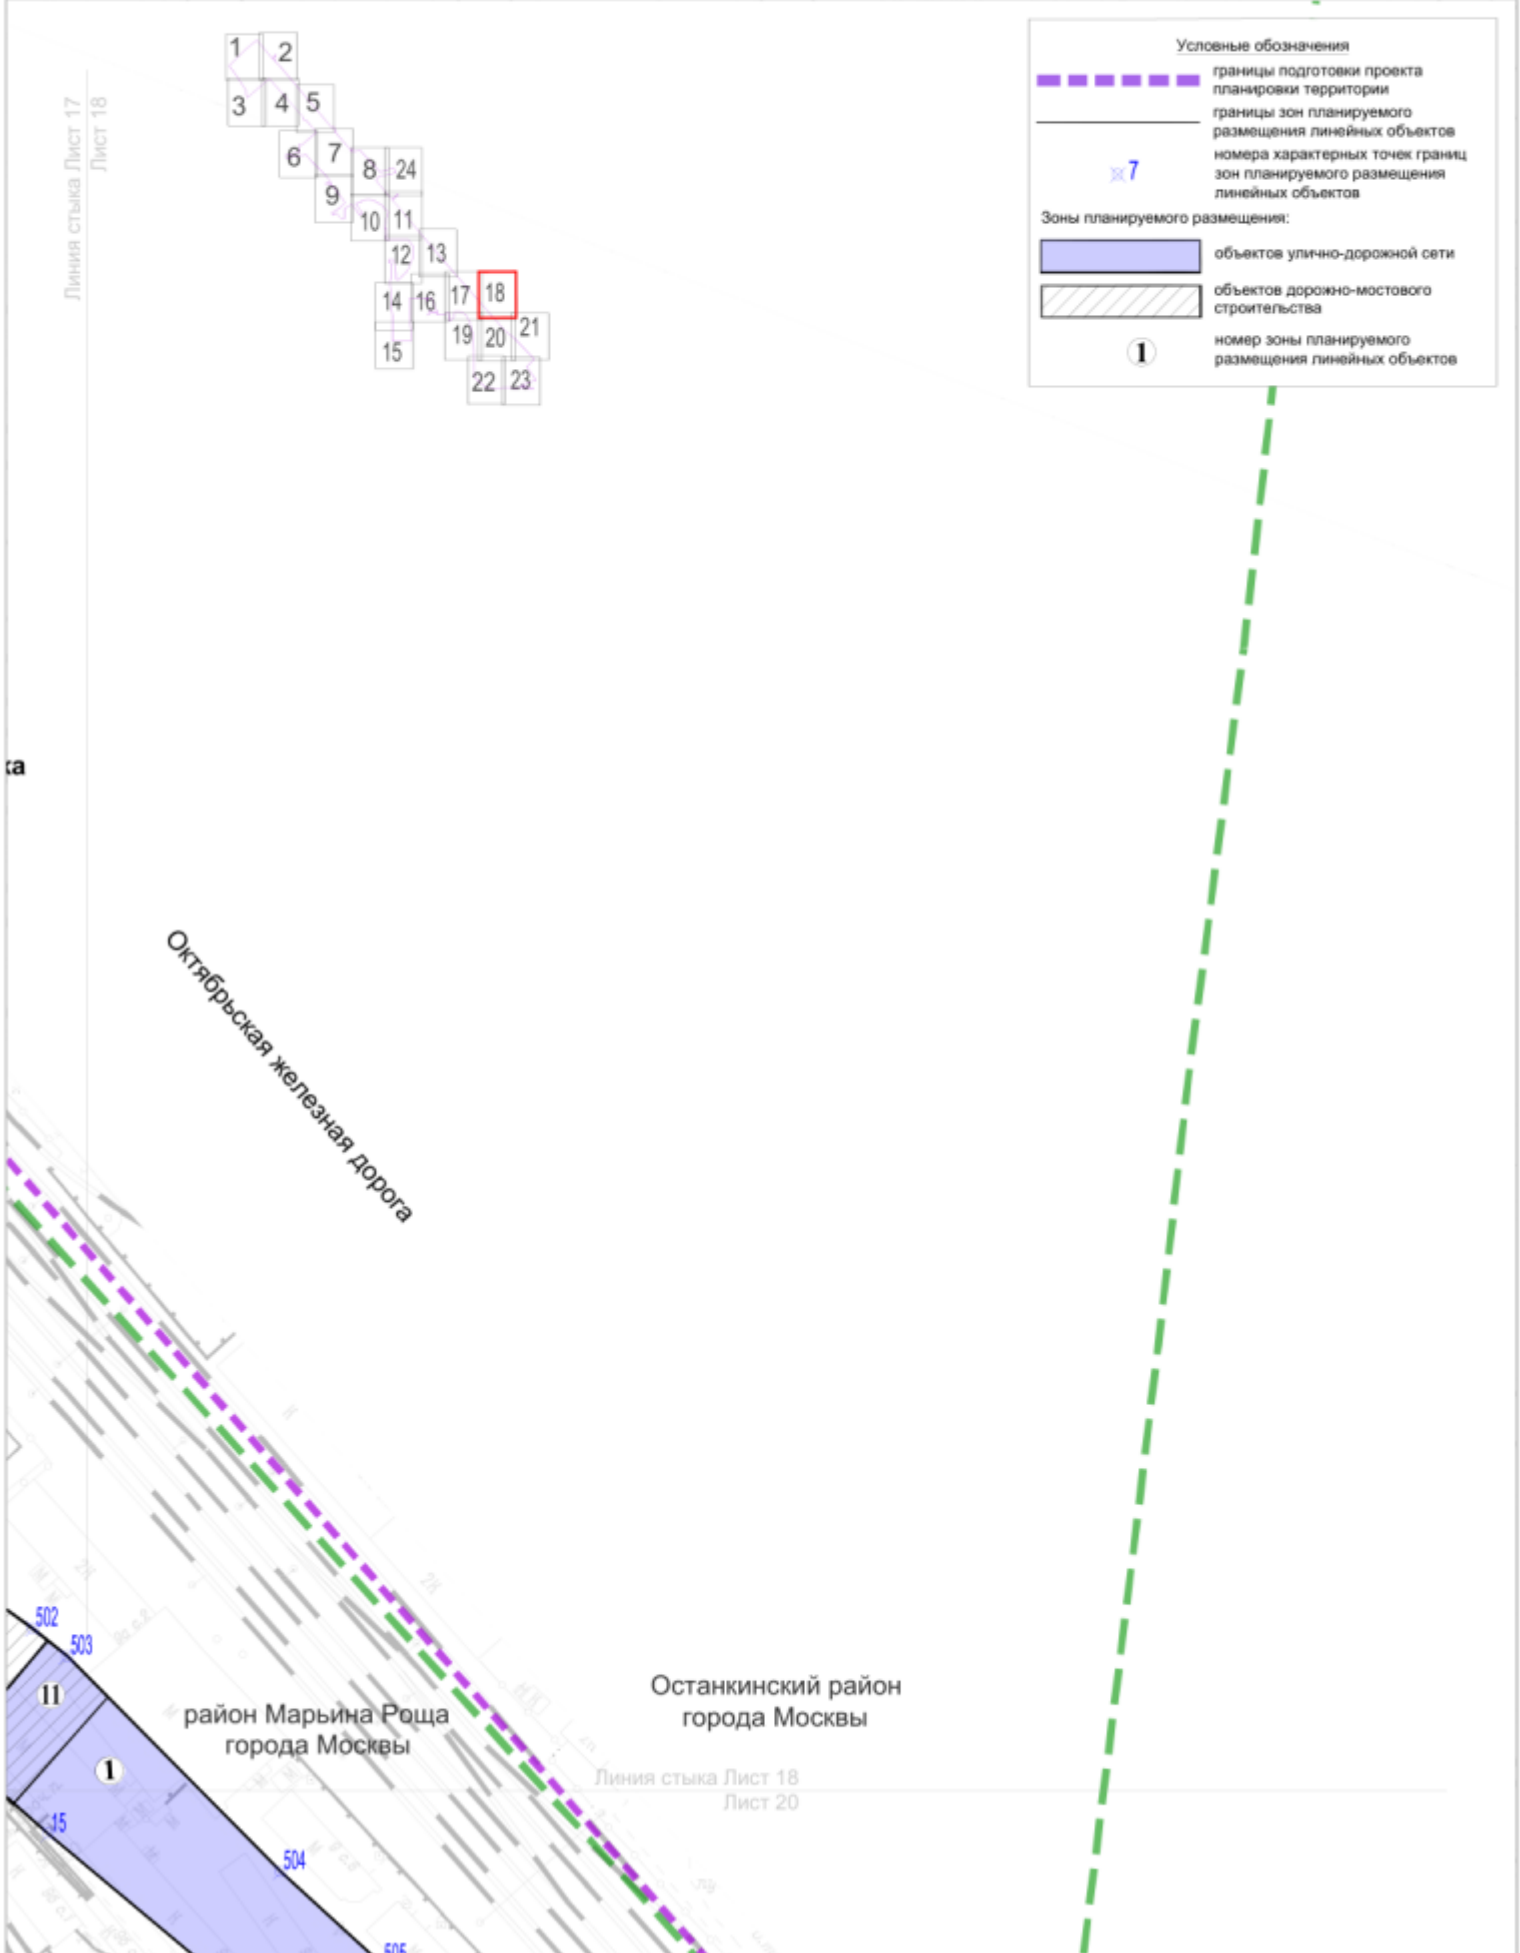 1
2
3
4
5
6
7
8
24
9
10
11
12
13
14
16
17
18
15
19
20
21
22
23
Линия стыка Лист 17
Лист 18
Условные обозначения
границы подготовки проекта
планировки территории
границы зон планируемого
размещения линейных объектов
7
номера характерных точек границ
зон планируемого размещения
линейных объектов
Зоны планируемого размещения:
объектов улично-дорожной сети
объектов дорожно-мостового
строительства
1
номер зоны планируемого
размещения линейных объектов
ка
Октябрьская железная дорога
2Н
2Н
502
503
11
район Марьина Роща
города Москвы
Останкинский район
города Москвы
1
Линия стыка Лист 18
Лист 20
15
504
505